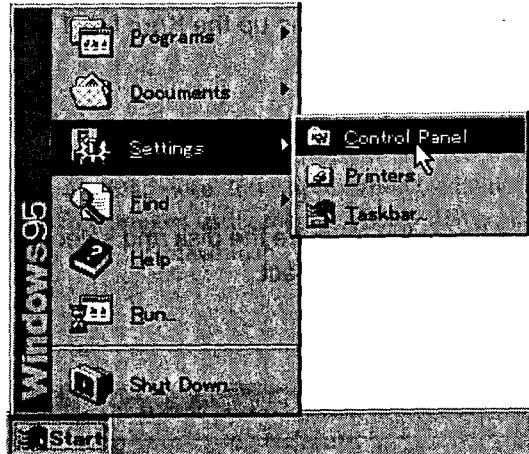 Programs
Documents
Settings
Find
Help
Run...
Shut Down...
Windows95
Control Panel
Printers
Taskbar...
Start